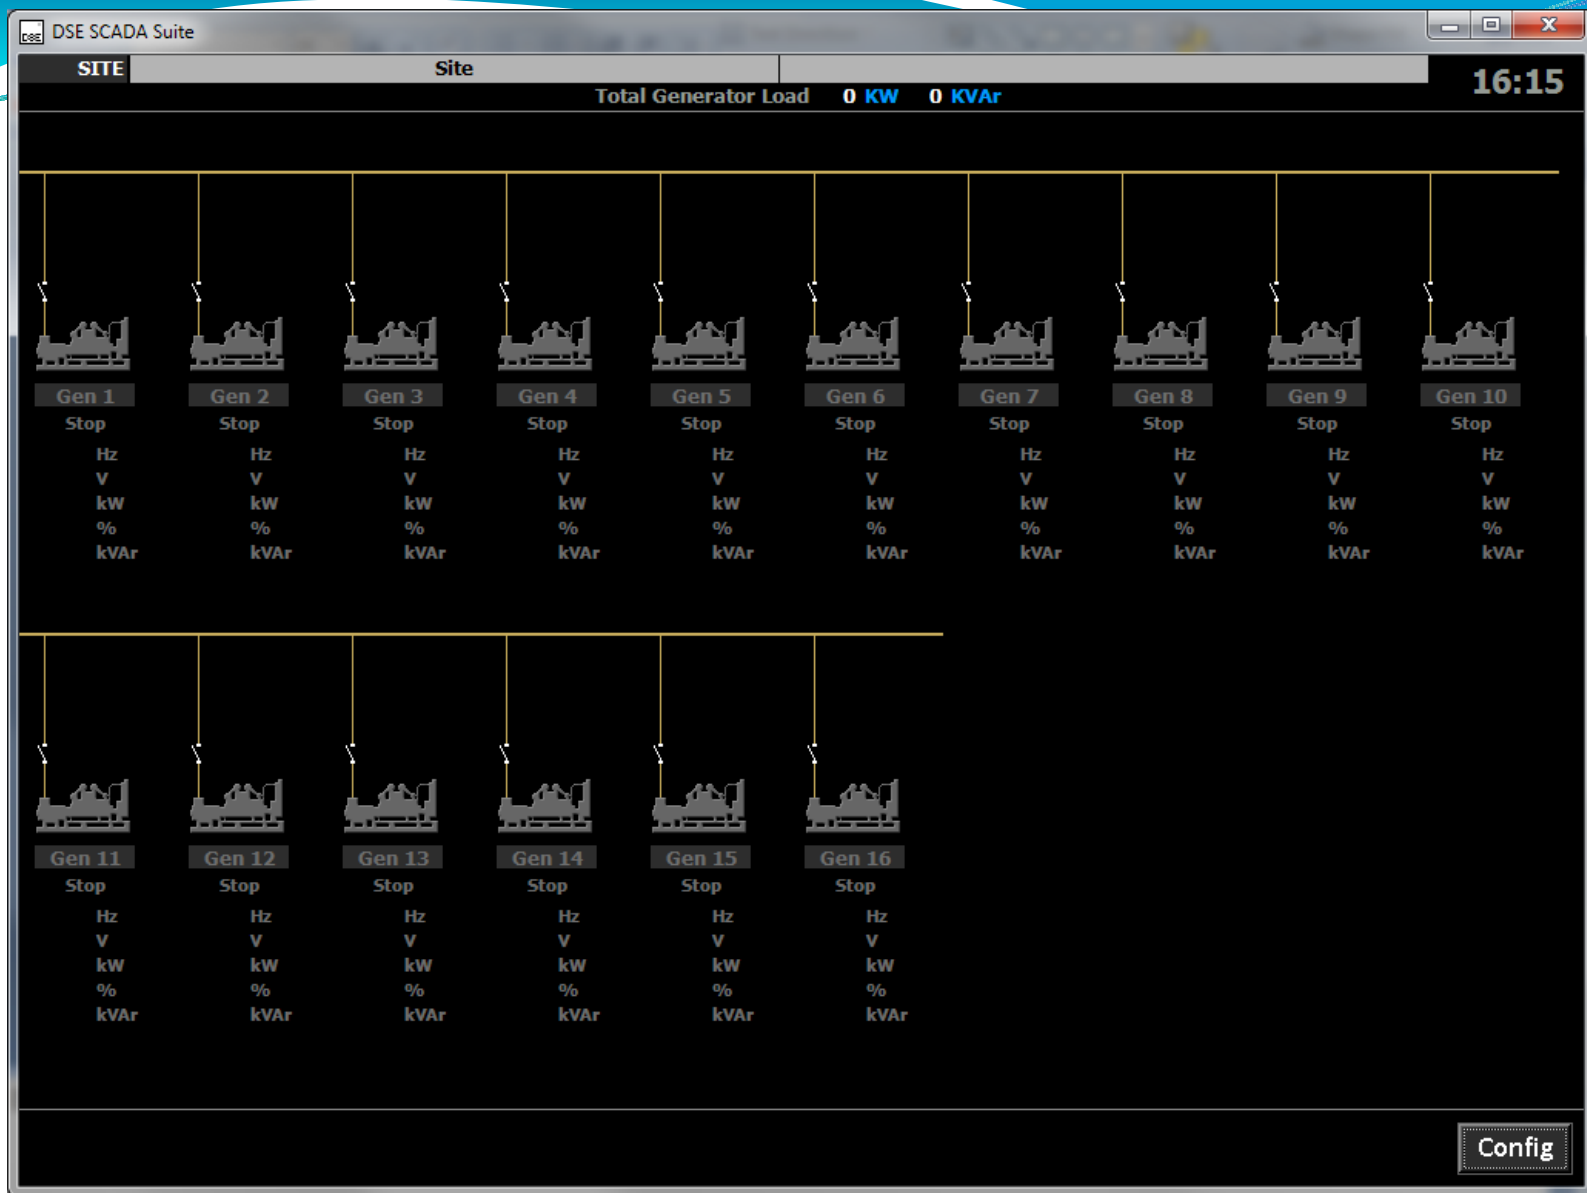 DSE DSE SCADA Suite
SITE Site
16:15
Total Generator Load 0 KW 0 KVAr
Gen 1 Gen 2 Gen 3 Gen 4 Gen 5 Gen 6 Gen 7 Gen 8 Gen 9 Gen 10
Stop Stop Stop Stop Stop Stop Stop Stop Stop Stop
Hz Hz Hz Hz Hz Hz Hz Hz Hz Hz
V V V V V V V V V V
kW kW kW kW kW kW kW kW kW kW
% % % % % % % % % %
kVAr kVAr kVAr kVAr kVAr kVAr kVAr kVAr kVAr kVAr
Gen 11 Gen 12 Gen 13 Gen 14 Gen 15 Gen 16
Stop Stop Stop Stop Stop Stop
Hz Hz Hz Hz Hz Hz
V V V V V V
kW kW kW kW kW kW
% % % % % %
kVAr kVAr kVAr kVAr kVAr kVAr
Config